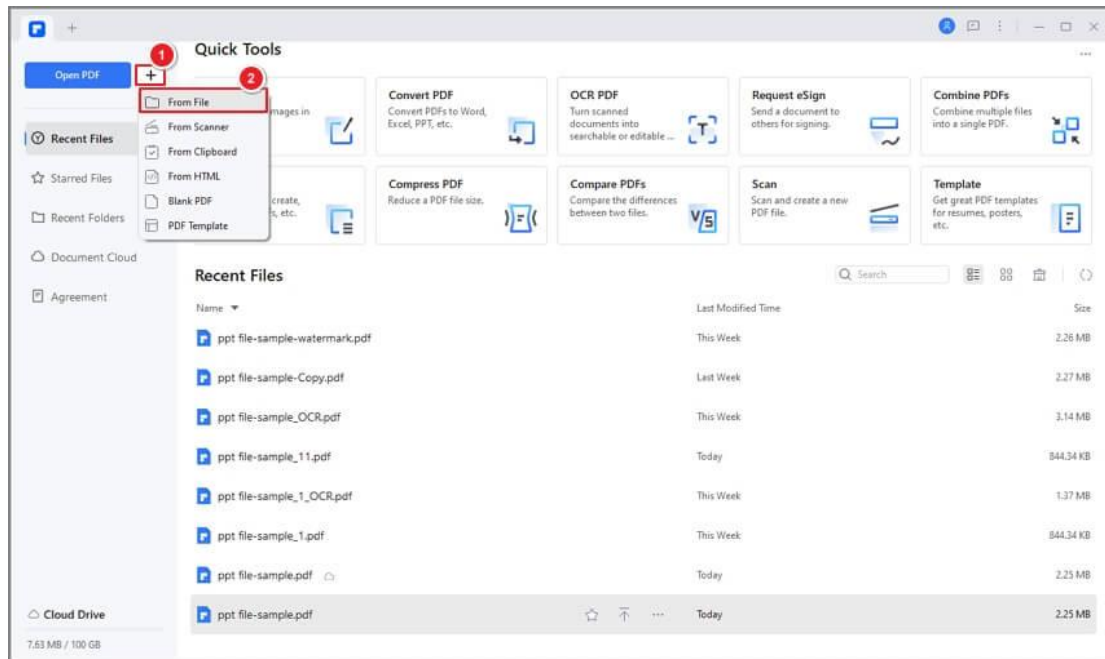 Quick Tools
1
Open PDF
+
2
From File
From Scanner
From Clipboard
From HTML
Blank PDF
PDF Template
Recent Files
Starred Files
Recent Folders
Document Cloud
Agreement
mages in
Convert PDF
Convert PDFs to Word,
Excel, PPT, etc.
OCR PDF
Turn scanned
documents into
searchable or editable ...
T
Request eSign
Send a document to
others for signing.
Combine PDFs
Combine multiple files
into a single PDF.
create,
s, etc.
Compress PDF
Reduce a PDF file size.
Compare PDFs
Compare the differences
between two files.
V/S
Scan
Scan and create a new
PDF file.
Template
Get great PDF templates
for resumes, posters,
etc.
Recent Files
Search
Name
Last Modified Time
Size
ppt file-sample-watermark.pdf
This Week
2.26 MB
ppt file-sample-Copy.pdf
Last Week
2.27 MB
ppt file-sample_OCR.pdf
This Week
3.14 MB
ppt file-sample_11.pdf
Today
844.34 KB
ppt file-sample_1_OCR.pdf
This Week
1.37 MB
ppt file-sample_1.pdf
This Week
844.34 KB
ppt file-sample.pdf
Today
2.25 MB
ppt file-sample.pdf
Today
2.25 MB
Cloud Drive
7.63 MB / 100 GB